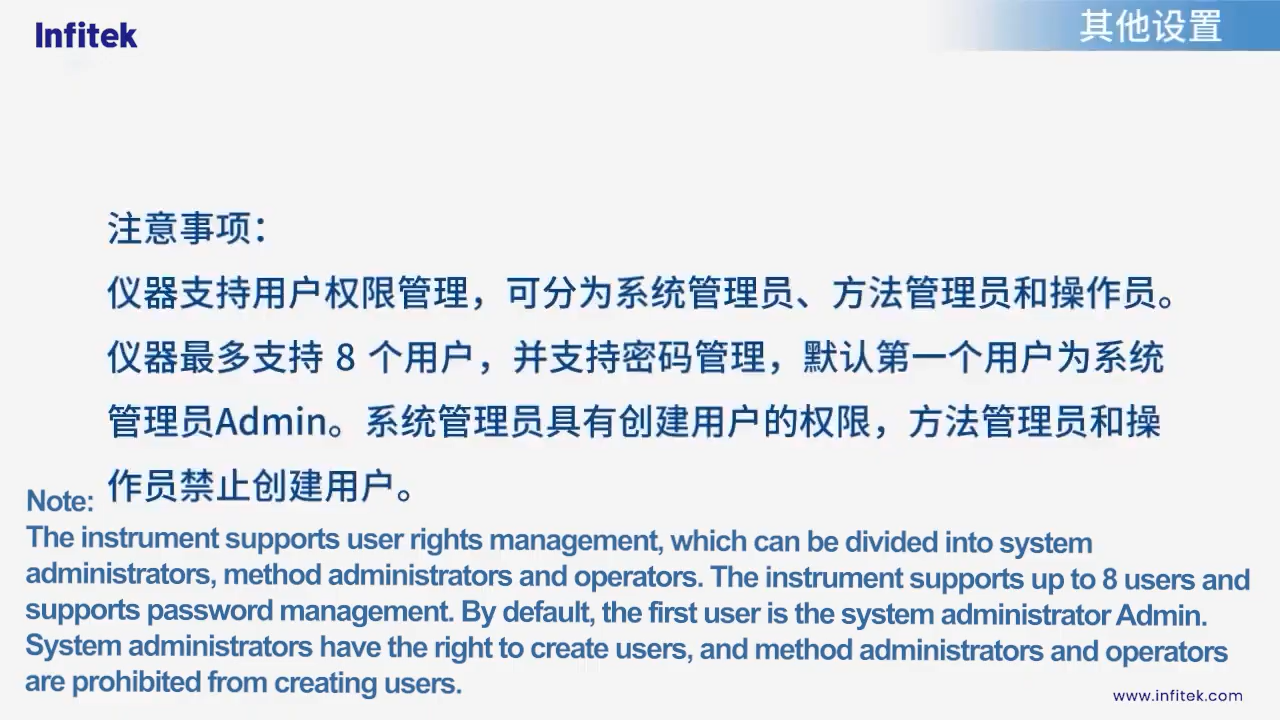 Infitek
其他设置
注意事项：
仪器支持用户权限管理，可分为系统管理员、方法管理员和操作员。
仪器最多支持 8 个用户，并支持密码管理，默认第一个用户为系统
管理员Admin。系统管理员具有创建用户的权限，方法管理员和操
作员禁止创建用户。
Note:
The instrument supports user rights management, which can be divided into system
administrators, method administrators and operators. The instrument supports up to 8 users and
supports password management. By default, the first user is the system administrator Admin.
System administrators have the right to create users, and method administrators and operators
are prohibited from creating users.
www.infitek.com